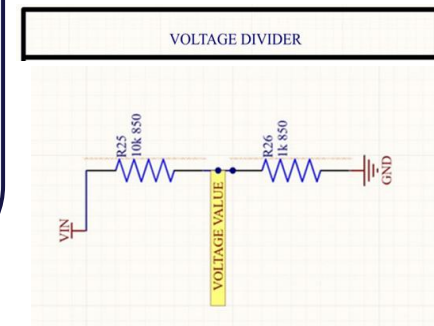 VOLTAGE DIVIDER
R25
10k 850
R26
1k 850
VIN
VOLTAGE VALUE
GND